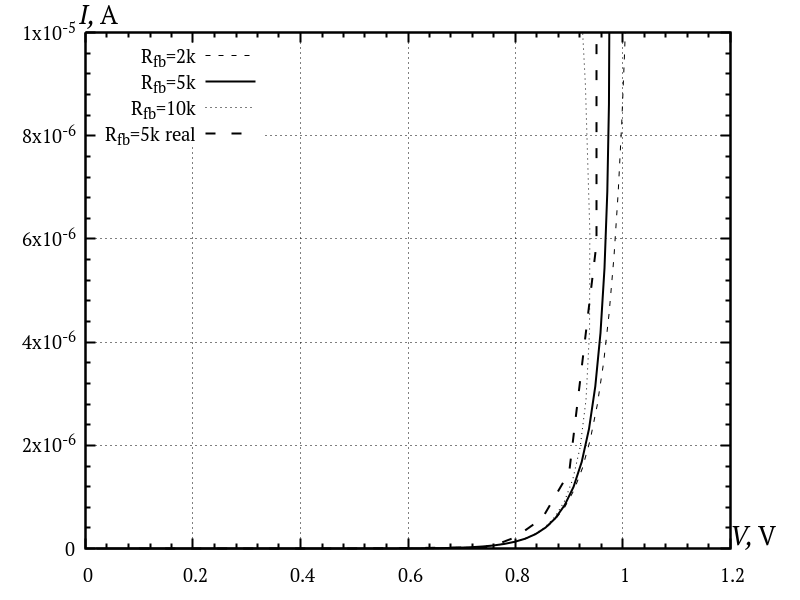 I, A
1x10-5
Rfb=2k
Rfb=5k
Rfb=10k
Rfb=5k real
8x10-6
6x10-6
4x10-6
2x10-6
0
V, V
0 0.2 0.4 0.6 0.8 1 1.2